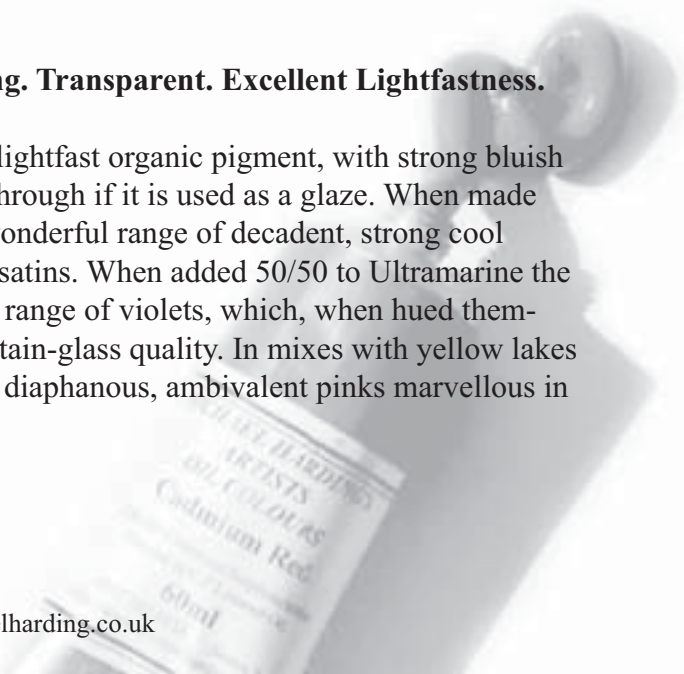 ng. Transparent. Excellent Lightfastness.
lightfast organic pigment, with strong bluish
hrough if it is used as a glaze. When made
onderful range of decadent, strong cool
satins. When added 50/50 to Ultramarine the
range of violets, which, when hued them-
tain-glass quality. In mixes with yellow lakes
diaphanous, ambivalent pinks marvellous in
HARDINGS
ARTISTS
OIL COLOURS
Cadmium Red
60ml
lharding.co.uk